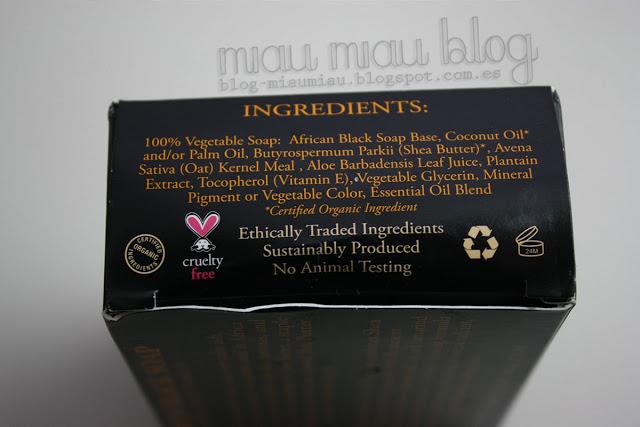 miau miau blog
blog-miaumiau.blogspot.com.es
INGREDIENTS:
100% Vegetable Soap: African Black Soap Base, Coconut Oil*
and/or Palm Oil, Butyrospermum Parkii (Shea Butter)*, Avena
Sativa (Oat) Kernel Meal , Aloe Barbadensis Leaf Juice, Plantain
Extract, Tocopherol (Vitamin E), Vegetable Glycerin, Mineral
Pigment or Vegetable Color, Essential Oil Blend
*Certified Organic Ingredient
CERTIFIED
ORGANIC
INGREDIENTS
cruelty
free
Ethically Traded Ingredients
Sustainably Produced
No Animal Testing
24M